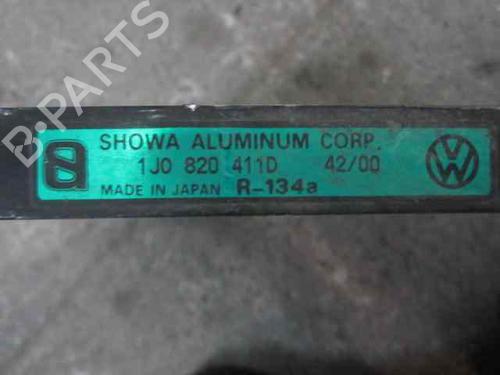 SHOWA ALUMINUM CORP.
1J0 820 411D 42/00
MADE IN JAPAN R-134a
B-PARTS